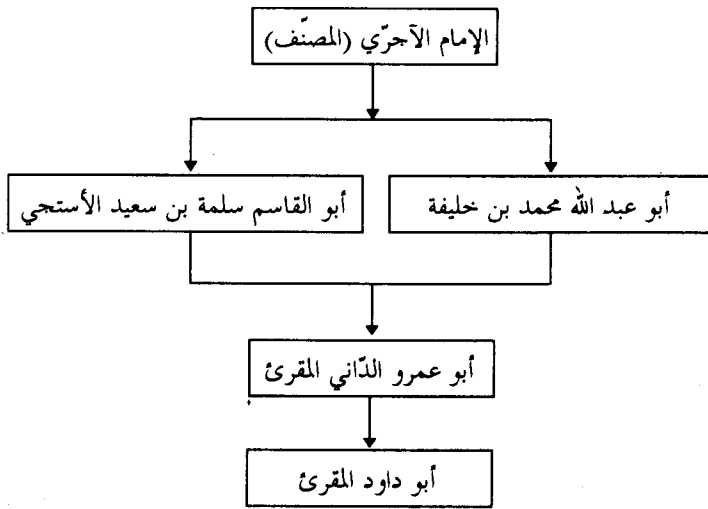 الإمام الآجرّي (المصنّف)
أبو عبد الله محمد بن خليفة
أبو القاسم سلمة بن سعيد الأستجي
أبو عمرو الدّاني المقرئ
أبو داود المقرئ